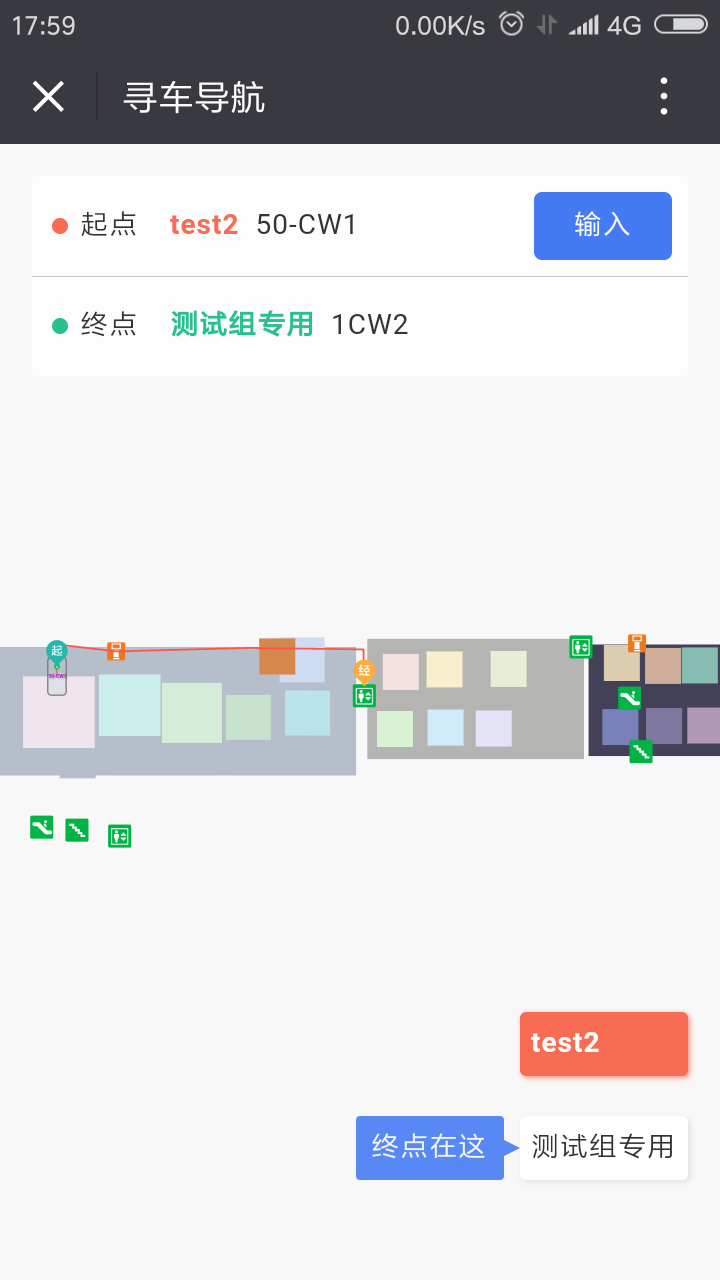 17:59 0.00K/s 4G
寻车导航
起点 test2 50-CW1 输入
终点 测试组专用 1CW2
起
50-CW1
经
test2
终点在这 测试组专用